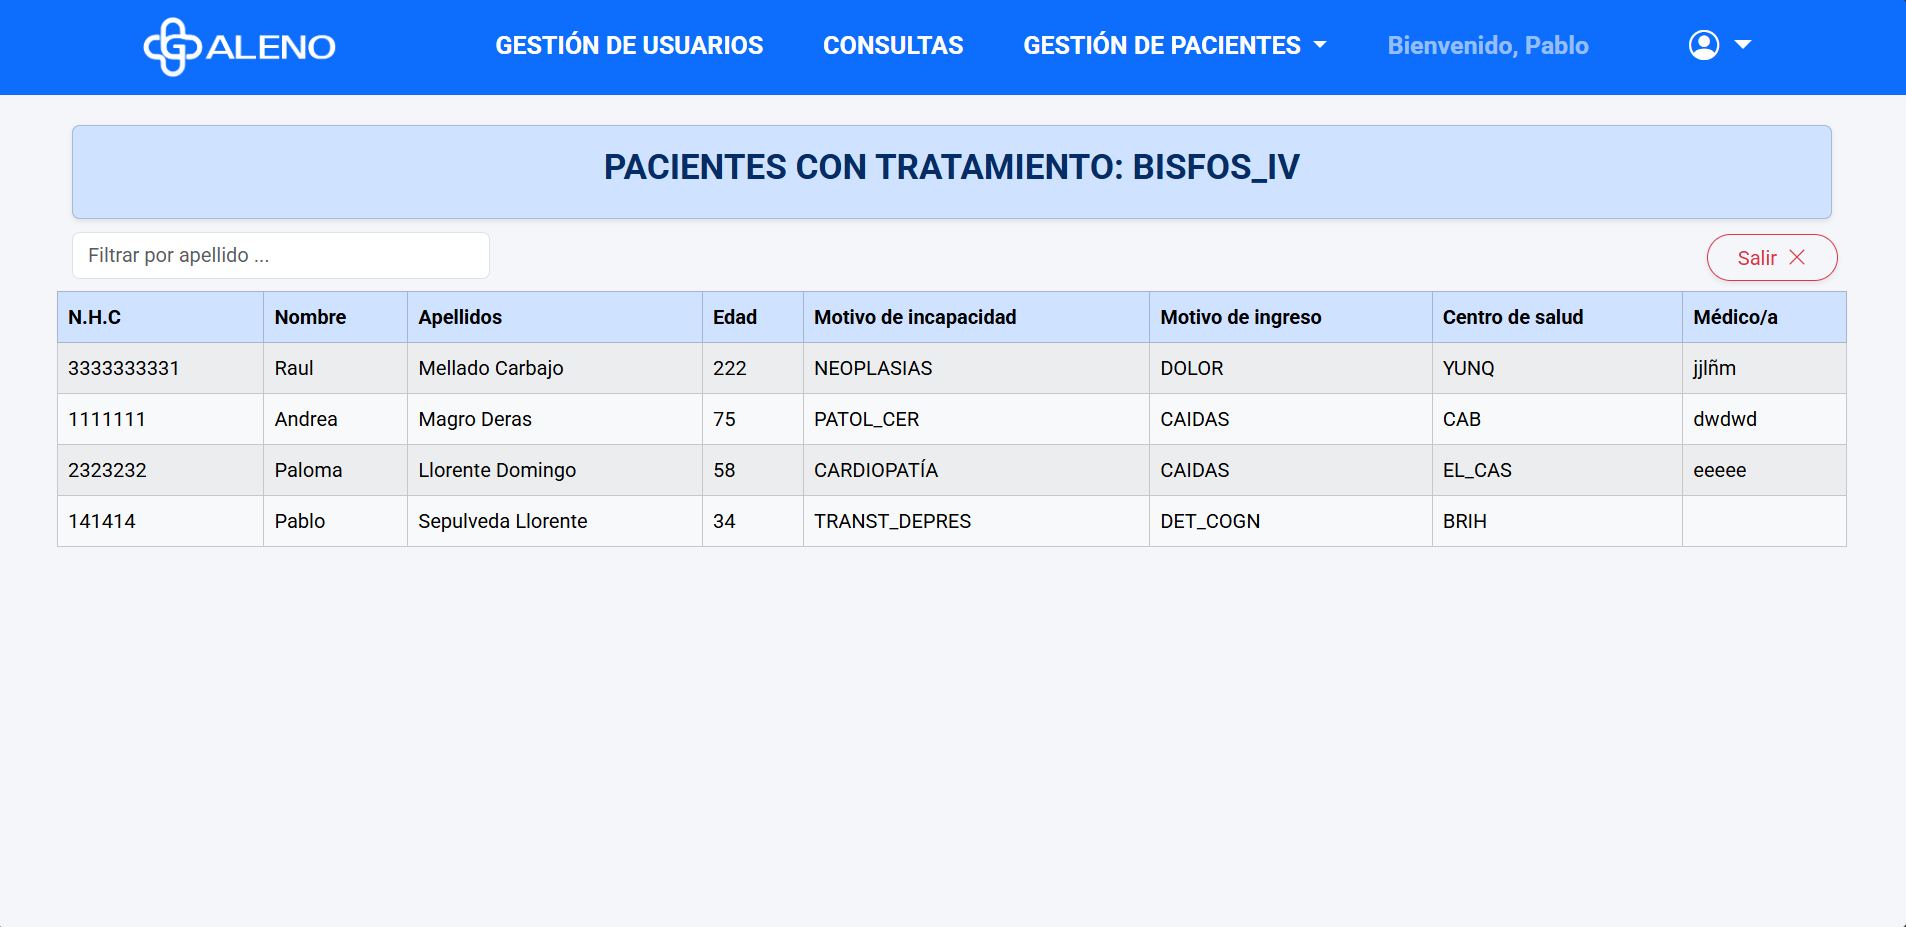 GALENO
GESTIÓN DE USUARIOS CONSULTAS GESTIÓN DE PACIENTES Bienvenido, Pablo
PACIENTES CON TRATAMIENTO: BISFOS_IV
Filtrar por apellido ... Salir
N.H.C Nombre Apellidos Edad Motivo de incapacidad Motivo de ingreso Centro de salud Médico/a
3333333331 Raul Mellado Carbajo 222 NEOPLASIAS DOLOR YUNQ jjlñm
1111111 Andrea Magro Deras 75 PATOL_CER CAIDAS CAB dwdwd
2323232 Paloma Llorente Domingo 58 CARDIOPATÍA CAIDAS EL_CAS eeeee
141414 Pablo Sepulveda Llorente 34 TRANST_DEPRES DET_COGN BRIH